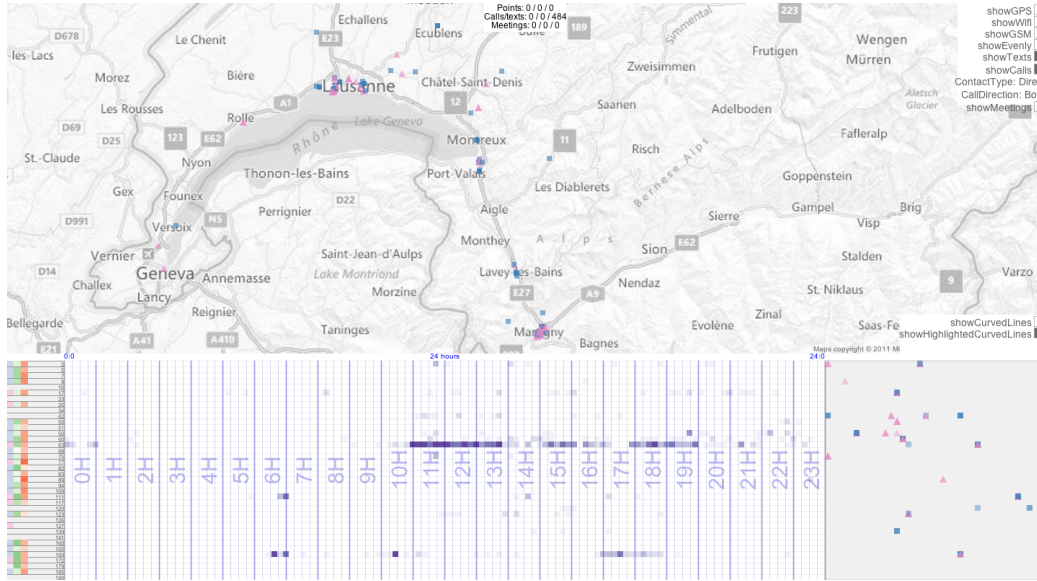 Points: 0 / 0 / 0
Calls/texts: 0 / 0 / 484
Meetings: 0 / 0 / 0
showGPS
showWifi
showGSM
showEvenly
showTexts
showCalls
ContactType: Dire
CallDirection: Bo
showMeetings
Echallens
223
D678
E23
Ecublens
189
Simmental
Wengen
Le Chenit
-les-Lacs
Frutigen
Mürren
Morez
Bière
Lausanne
Châtel-Saint-Denis
Zweisimmen
Aletsch
Glacier
A1
12
Saanen
Adelboden
Les Rousses
Rolle
Lake Geneva
D69
D25
123
E62
Rhône
Montreux
11
Risch
Fafleralp
St.-Claude
Nyon
Thonon-les-Bains
Port-Valais
Bernese Alps
Goppenstein
Gex
Founex
D22
Les Diablerets
D991
N5
Perrignier
Aigle
Sierre
Gampel
Visp
Brig
Versoix
Monthey
Alps
Sion
E62
Vernier
Saint-Jean-d'Aulps
Stalden
D14
Geneva
Annemasse
Lake Montriond
Lavey-les-Bains
9
Varzo
Challex
Lancy
Morzine
E27
A9
Nendaz
St. Niklaus
Reignier
Bellegarde
Taninges
Martigny
Evolène
Zinal
Saas-Fe
A41
A410
Bagnes
E21
showCurvedLines
showHighlightedCurvedLines
Maps copyright © 2011 Mi
0:0
24 hours
24:0
0H
1H
2H
3H
4H
5H
6H
7H
8H
9H
10H
11H
12H
13H
14H
15H
16H
17H
18H
19H
20H
21H
22H
23H